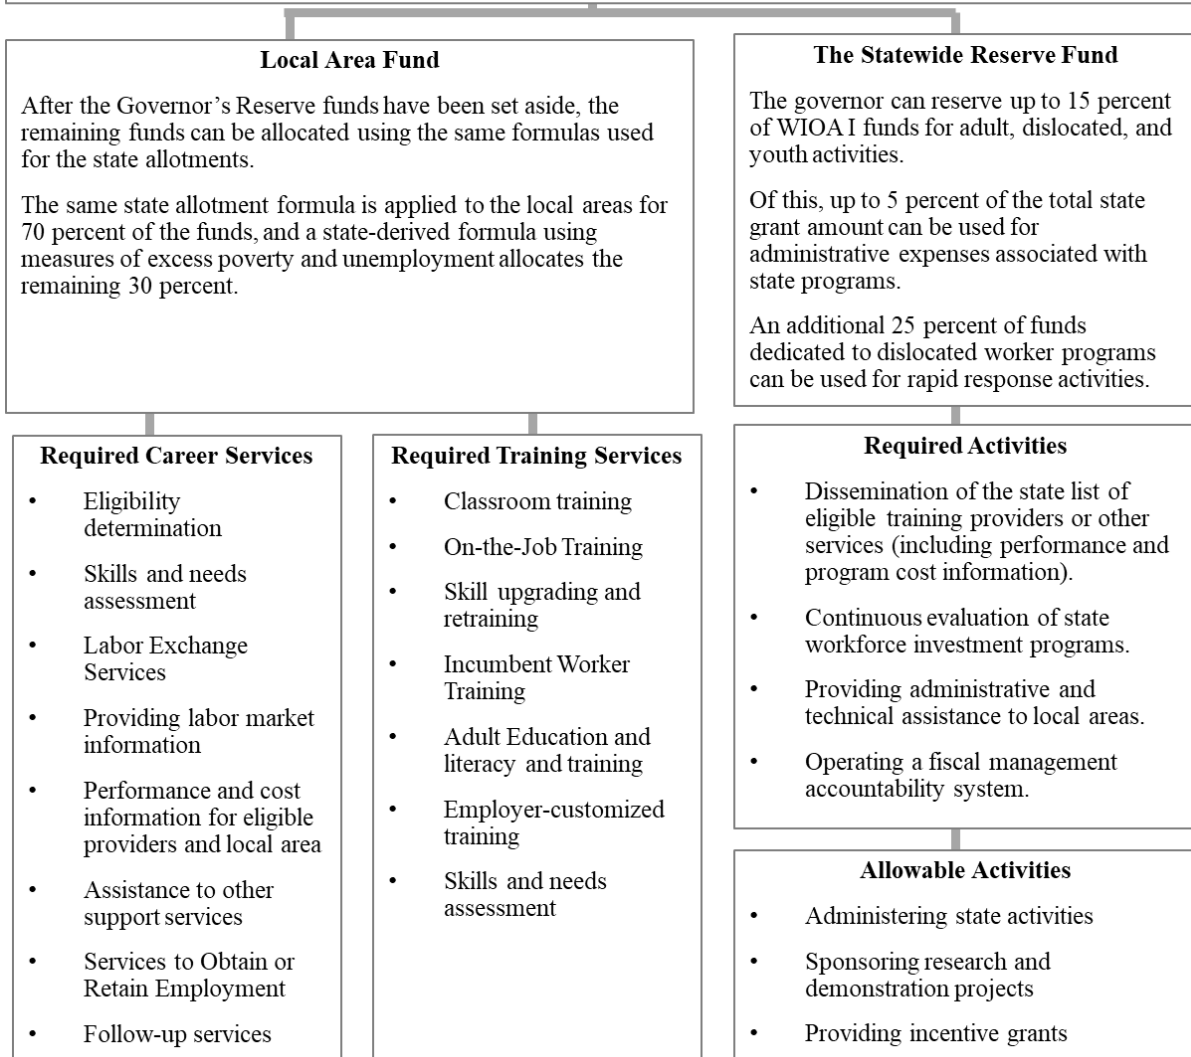 Local Area Fund
After the Governor’s Reserve funds have been set aside, the
remaining funds can be allocated using the same formulas used
for the state allotments.
The same state allotment formula is applied to the local areas for
70 percent of the funds, and a state-derived formula using
measures of excess poverty and unemployment allocates the
remaining 30 percent.
The Statewide Reserve Fund
The governor can reserve up to 15 percent
of WIOA I funds for adult, dislocated, and
youth activities.
Of this, up to 5 percent of the total state
grant amount can be used for
administrative expenses associated with
state programs.
An additional 25 percent of funds
dedicated to dislocated worker programs
can be used for rapid response activities.
Required Career Services
• Eligibility
determination
• Skills and needs
assessment
• Labor Exchange
Services
• Providing labor market
information
• Performance and cost
information for eligible
providers and local area
• Assistance to other
support services
• Services to Obtain or
Retain Employment
• Follow-up services
Required Training Services
• Classroom training
• On-the-Job Training
• Skill upgrading and
retraining
• Incumbent Worker
Training
• Adult Education and
literacy and training
• Employer-customized
training
• Skills and needs
assessment
Required Activities
• Dissemination of the state list of
eligible training providers or other
services (including performance and
program cost information).
• Continuous evaluation of state
workforce investment programs.
• Providing administrative and
technical assistance to local areas.
• Operating a fiscal management
accountability system.
Allowable Activities
• Administering state activities
• Sponsoring research and
demonstration projects
• Providing incentive grants